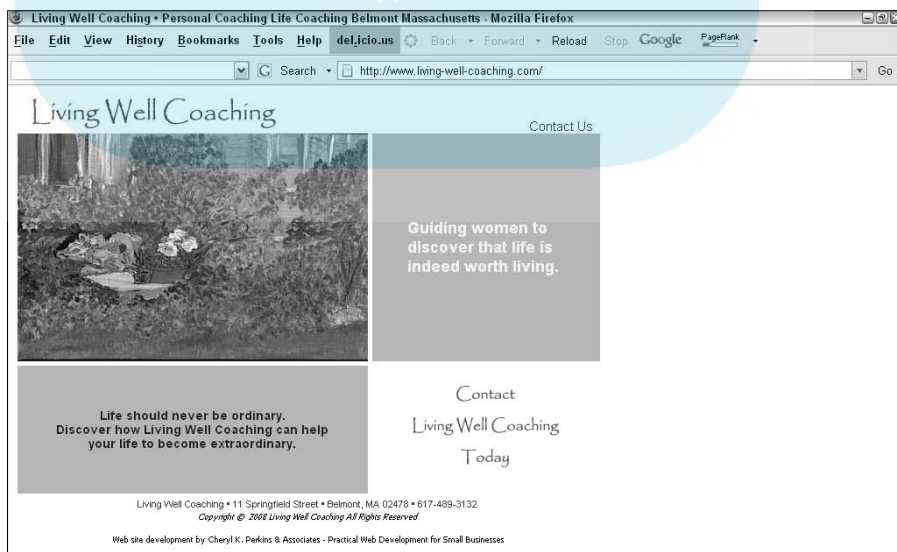 Living Well Coaching • Personal Coaching Life Coaching Belmont Massachusetts - Mozilla Firefox
File Edit View History Bookmarks Tools Help del.icio.us Back Forward Reload Stop Google PageRank
G Search http://www.living-well-coaching.com/ Go
Living Well Coaching
Contact Us
Guiding women to
discover that life is
indeed worth living.
Life should never be ordinary.
Discover how Living Well Coaching can help
your life to become extraordinary.
Contact
Living Well Coaching
Today
Living Well Coaching • 11 Springfield Street • Belmont, MA 02478 • 617-489-3132
Copyright © 2008 Living Well Coaching All Rights Reserved
Web site development by Cheryl K. Perkins & Associates - Practical Web Development for Small Businesses